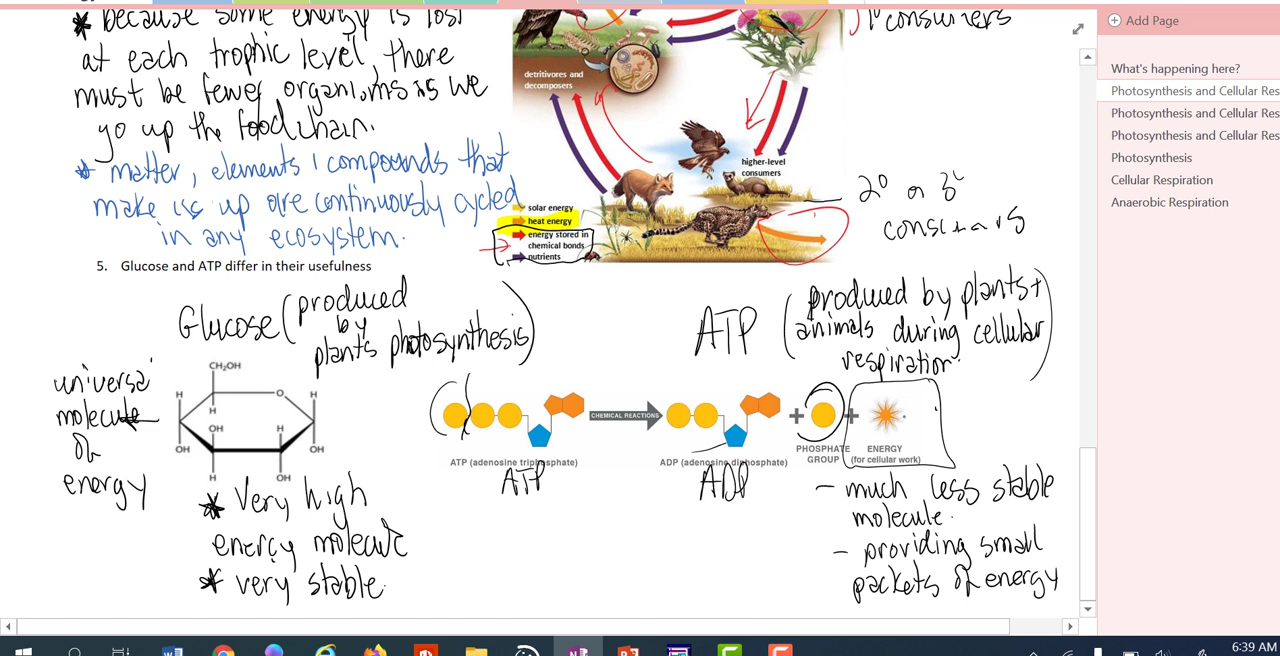 * because some energy is lost
at each trophic level, there
must be fewer organisms as we
go up the food chain.
* matter, elements, compounds that
make us up are continuously cycled
in any ecosystem.
1° consumers
detritivores and
decomposers
higher-level
consumers
2° or 3°
consumers
solar energy
heat energy
energy stored in
chemical bonds
nutrients
5. Glucose and ATP differ in their usefulness
Glucose (produced
by
plants photosynthesis)
ATP (produced by plants +
animals during cellular
respiration.)
universal
molecule
of
energy
CH₂OH
H
O
H
H
OH
H
OH
OH
H
OH
* Very high
energy molecule
* very stable.
ATP (adenosine triphosphate)
ATP
CHEMICAL REACTIONS
ADP (adenosine diphosphate)
ADP
+
PHOSPHATE
GROUP
+
ENERGY
(for cellular work)
- much less stable
molecule.
- providing small
packets of energy
Add Page
What's happening here?
Photosynthesis and Cellular Res
Photosynthesis and Cellular Res
Photosynthesis and Cellular Res
Photosynthesis
Cellular Respiration
Anaerobic Respiration
6:39 AM